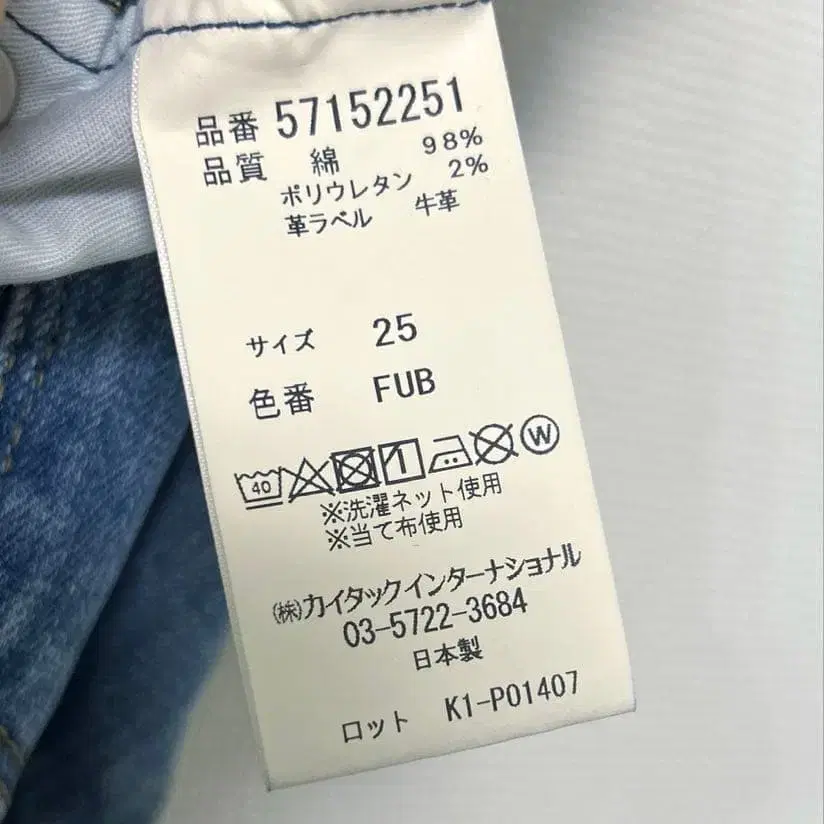 品番 57152251
品質 綿 98%
ポリウレタン 2%
革ラベル 牛革
サイズ 25
色番 FUB
40 W
※洗濯ネット使用
※当て布使用
㈱カイタックインターナショナル
03-5722-3684
日本製
ロット K1-P01407